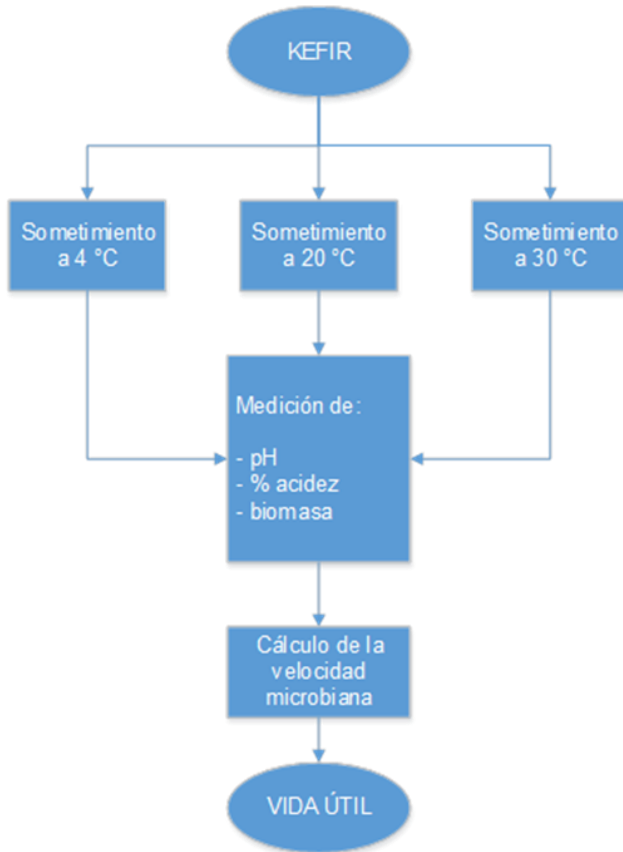 KEFIR
Sometimiento
a 4 °C
Sometimiento
a 20 °C
Sometimiento
a 30 °C
Medición de:
- pH
- % acidez
- biomasa
Cálculo de la
velocidad
microbiana
VIDA ÚTIL